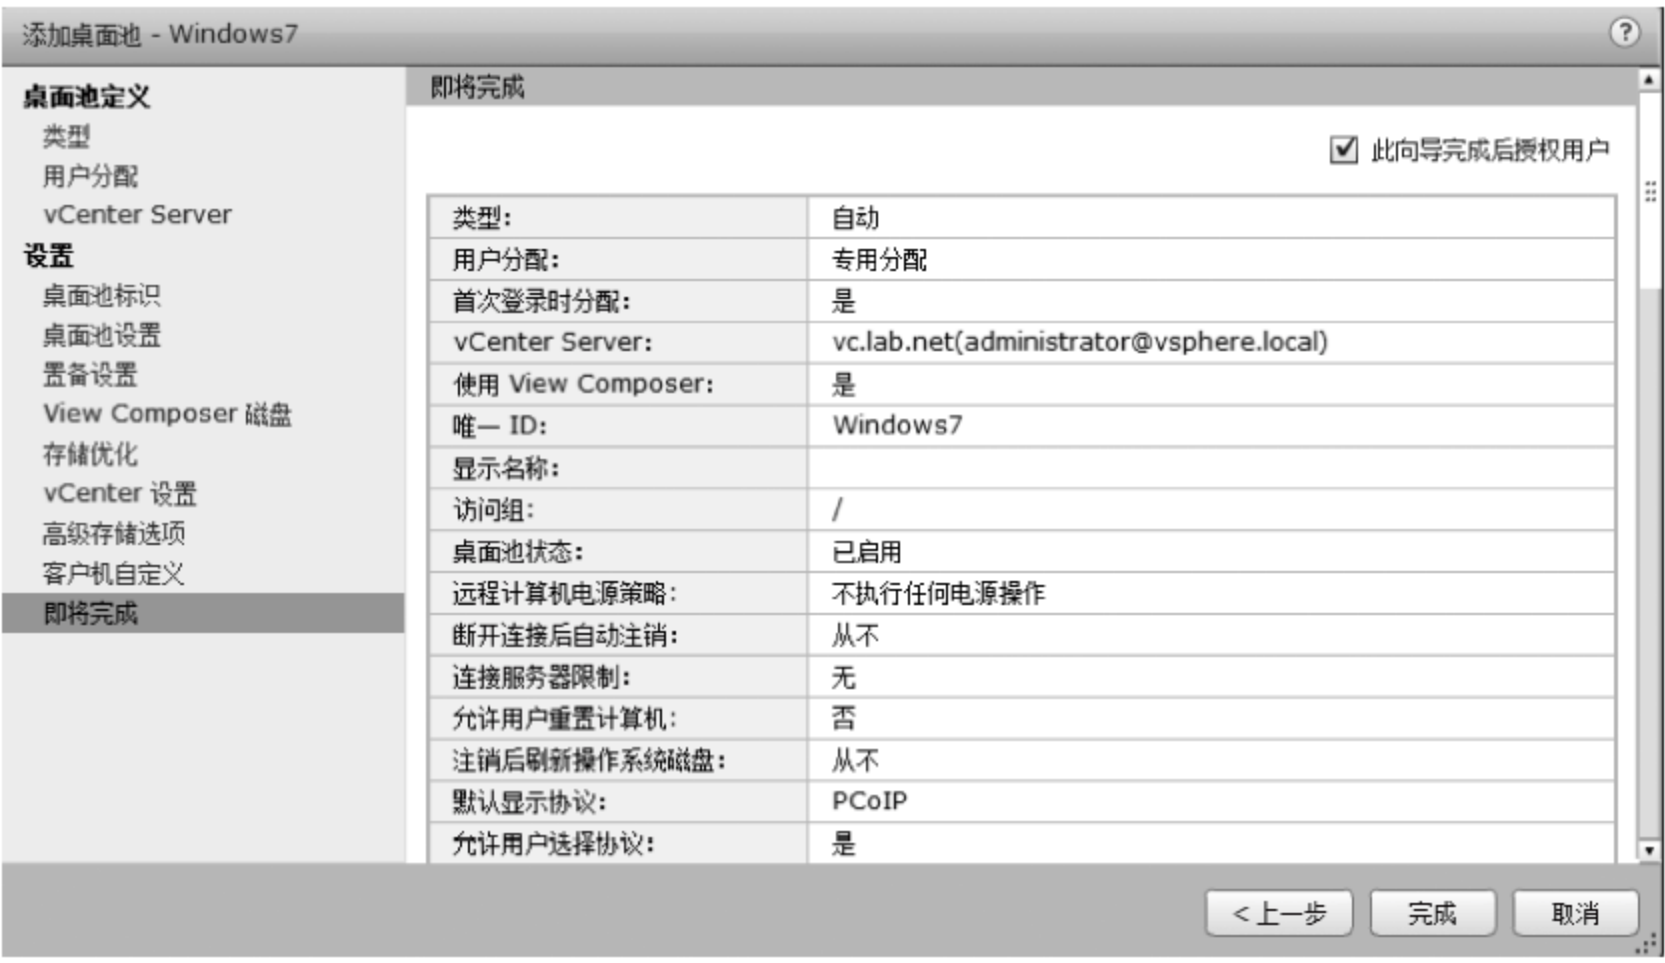 添加桌面池 - Windows7
?
桌面池定义
类型
用户分配
vCenter Server
设置
桌面池标识
桌面池设置
置备设置
View Composer 磁盘
存储优化
vCenter 设置
高级存储选项
客户机自定义
即将完成
即将完成
此向导完成后授权用户
类型: 自动
用户分配: 专用分配
首次登录时分配: 是
vCenter Server: vc.lab.net(administrator@vsphere.local)
使用 View Composer: 是
唯一 ID: Windows7
显示名称:
访问组: /
桌面池状态: 已启用
远程计算机电源策略: 不执行任何电源操作
断开连接后自动注销: 从不
连接服务器限制: 无
允许用户重置计算机: 否
注销后刷新操作系统磁盘: 从不
默认显示协议: PCoIP
允许用户选择协议: 是
< 上一步 完成 取消